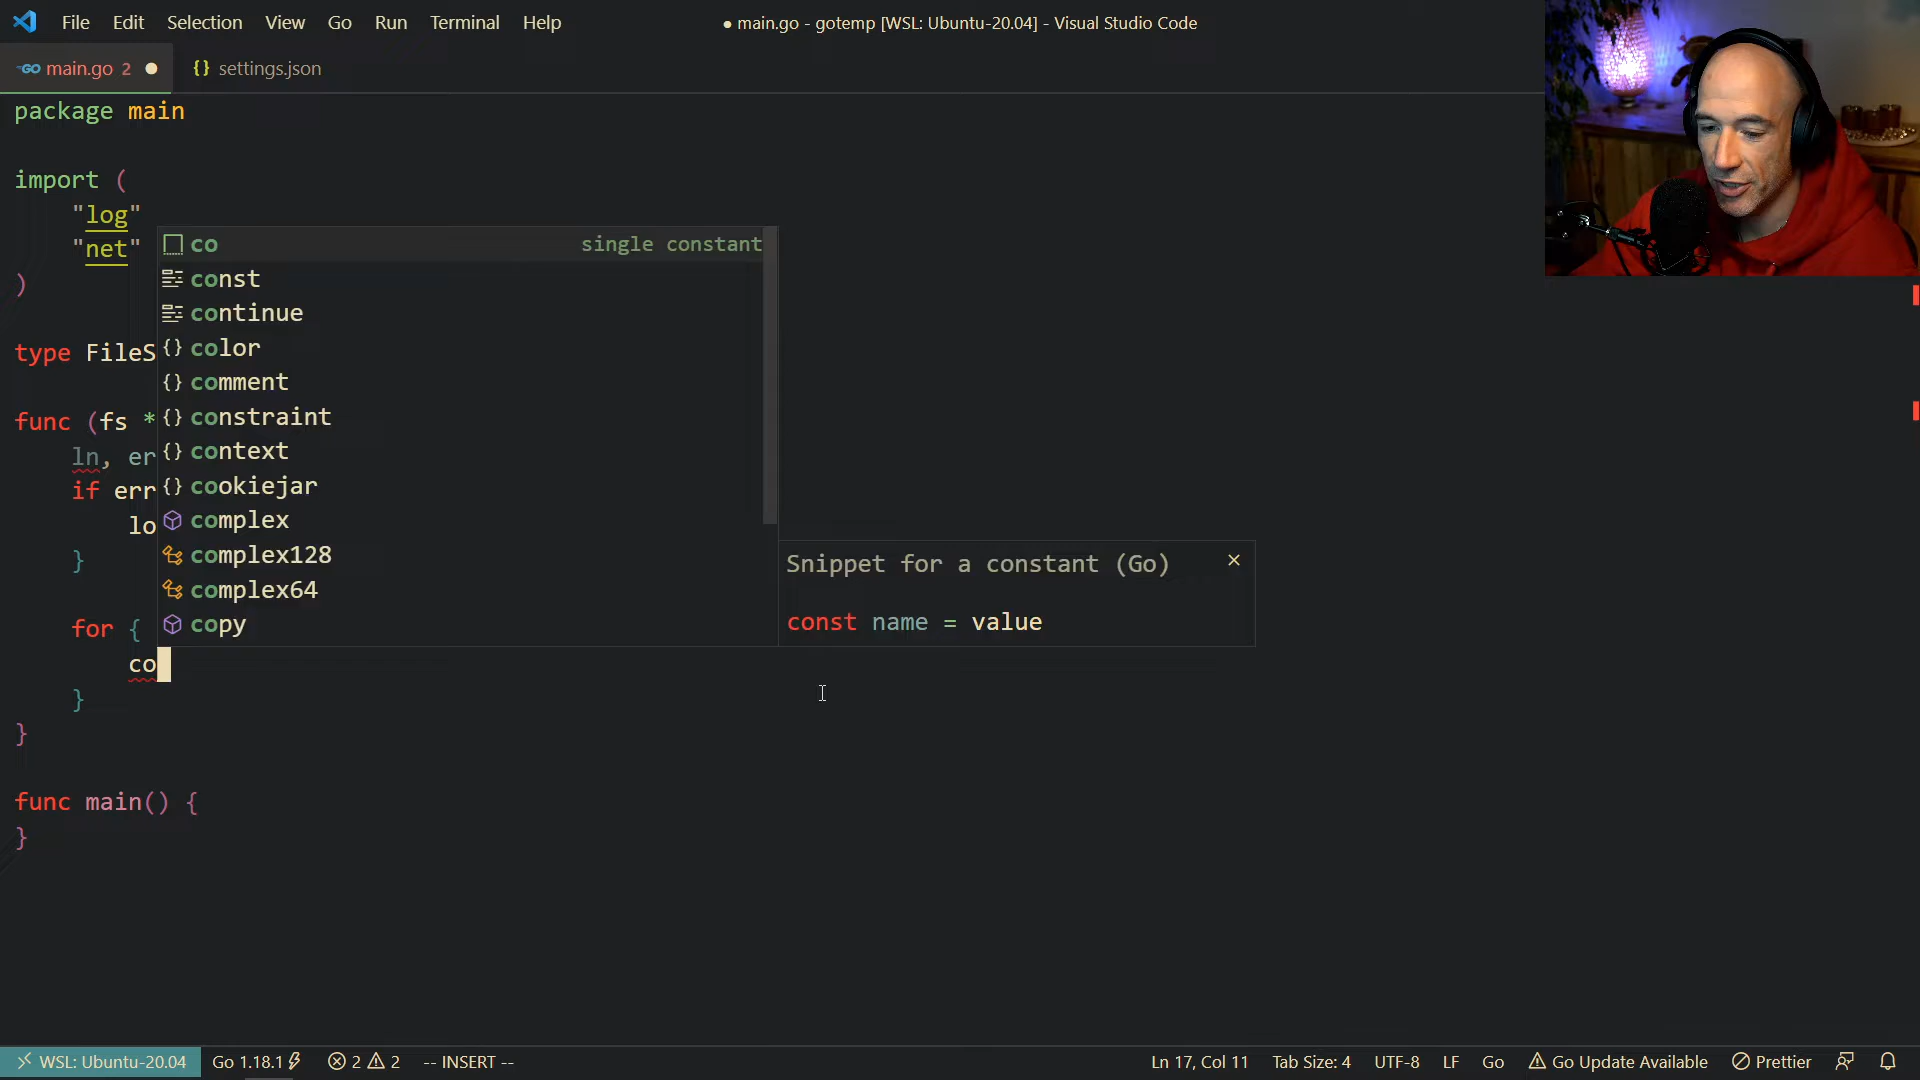 File Edit Selection View Go Run Terminal Help
● main.go - gotemp [WSL: Ubuntu-20.04] - Visual Studio Code
main.go 2 ● {} settings.json
package main
import (
"log"
"net"
)
co single constant
const
continue
{} color
{} comment
{} constraint
{} context
{} cookiejar
complex
complex128
complex64
copy
type FileS
func (fs *
ln, er
if err
lo
}
for {
co
}
}
func main() {
}
Snippet for a constant (Go)
const name = value
WSL: Ubuntu-20.04 Go 1.18.1 2 2 -- INSERT -- Ln 17, Col 11 Tab Size: 4 UTF-8 LF Go Go Update Available Prettier